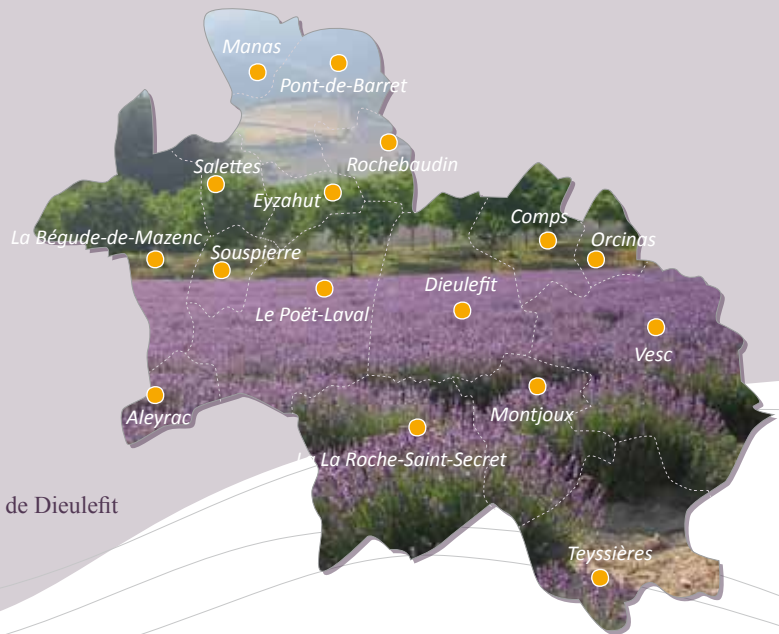 Manas
Pont-de-Barret
Rochebaudin
Salettes
Eyzahut
Comps
La Bégude-de-Mazenc
Orcinas
Souspierre
Dieulefit
Le Poët-Laval
Vesc
Aleyrac
Montjoux
La La Roche-Saint-Secret
de Dieulefit
Teyssières